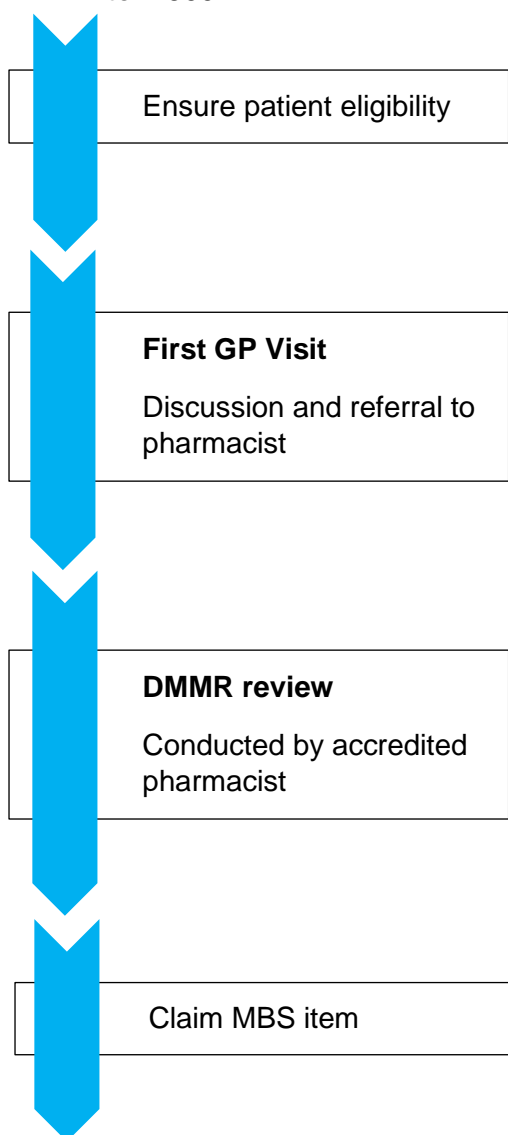 Ensure patient eligibility
First GP Visit
Discussion and referral to
pharmacist
DMMR review
Conducted by accredited
pharmacist
Claim MBS item